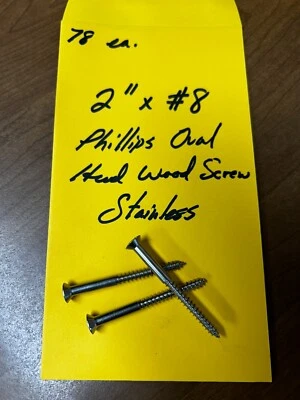 78 ea.
2" x #8
Phillips Oval
Head Wood Screw
Stainless